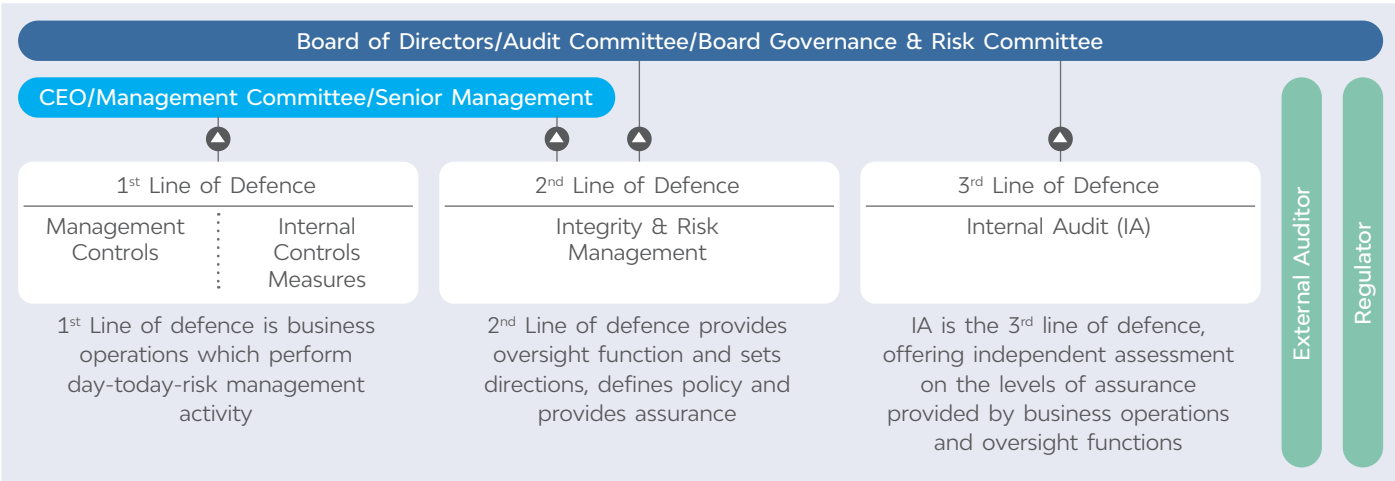 Board of Directors/Audit Committee/Board Governance & Risk Committee
CEO/Management Committee/Senior Management
1st Line of Defence
Management
Controls
Internal
Controls
Measures
1st Line of defence is business
operations which perform
day-today-risk management
activity
2nd Line of Defence
Integrity & Risk
Management
2nd Line of defence provides
oversight function and sets
directions, defines policy and
provides assurance
3rd Line of Defence
Internal Audit (IA)
IA is the 3rd line of defence,
offering independent assessment
on the levels of assurance
provided by business operations
and oversight functions
External Auditor
Regulator